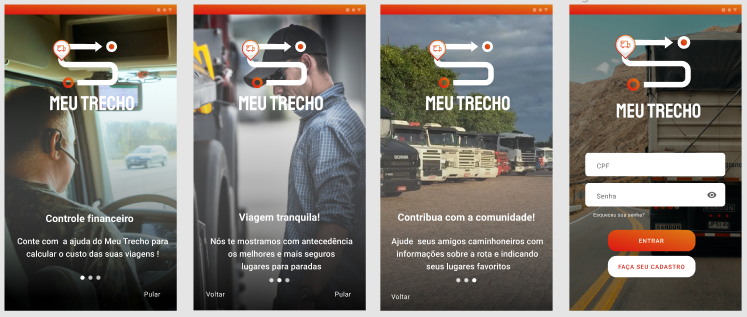 MEU TRECHO
Controle financeiro
Conte com a ajuda do Meu Trecho para
calcular o custo das suas viagens !
Pular
MEU TRECHO
Viagem tranquila!
Nós te mostramos com antecedência
os melhores e mais seguros
lugares para paradas
Voltar
Pular
MEU TRECHO
Contribua com a comunidade!
Ajude seus amigos caminhoneiros com
informações sobre a rota e indicando
seus lugares favoritos
Voltar
MEU TRECHO
CPF
Senha
Esqueceu sua senha?
ENTRAR
FAÇA SEU CADASTRO